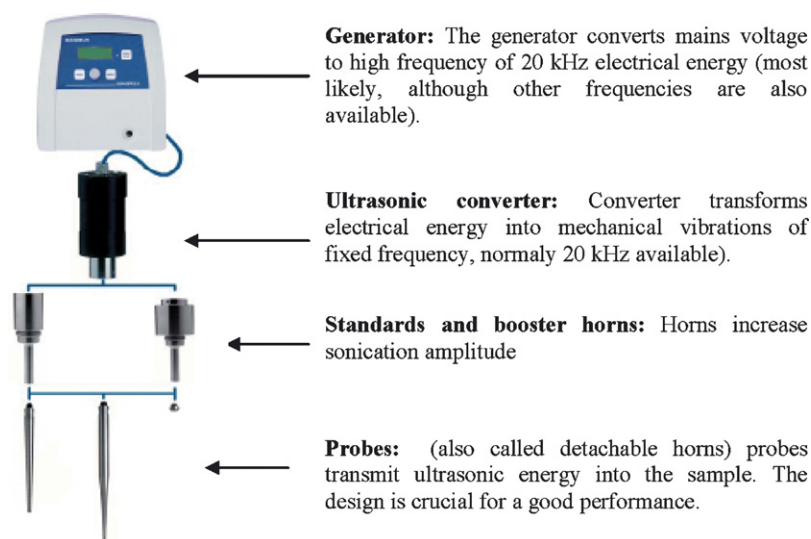 Generator: The generator converts mains voltage
to high frequency of 20 kHz electrical energy (most
likely, although other frequencies are also
available).
Ultrasonic converter: Converter transforms
electrical energy into mechanical vibrations of
fixed frequency, normaly 20 kHz available).
Standards and booster horns: Horns increase
sonication amplitude
Probes: (also called detachable horns) probes
transmit ultrasonic energy into the sample. The
design is crucial for a good performance.